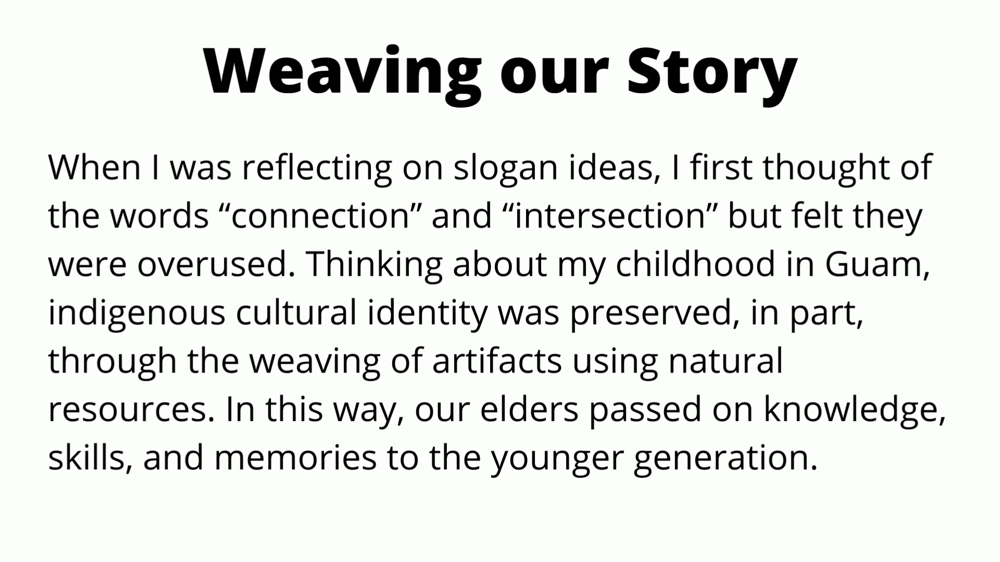 Weaving our Story
When I was reflecting on slogan ideas, I first thought of
the words “connection” and “intersection” but felt they
were overused. Thinking about my childhood in Guam,
indigenous cultural identity was preserved, in part,
through the weaving of artifacts using natural
resources. In this way, our elders passed on knowledge,
skills, and memories to the younger generation.